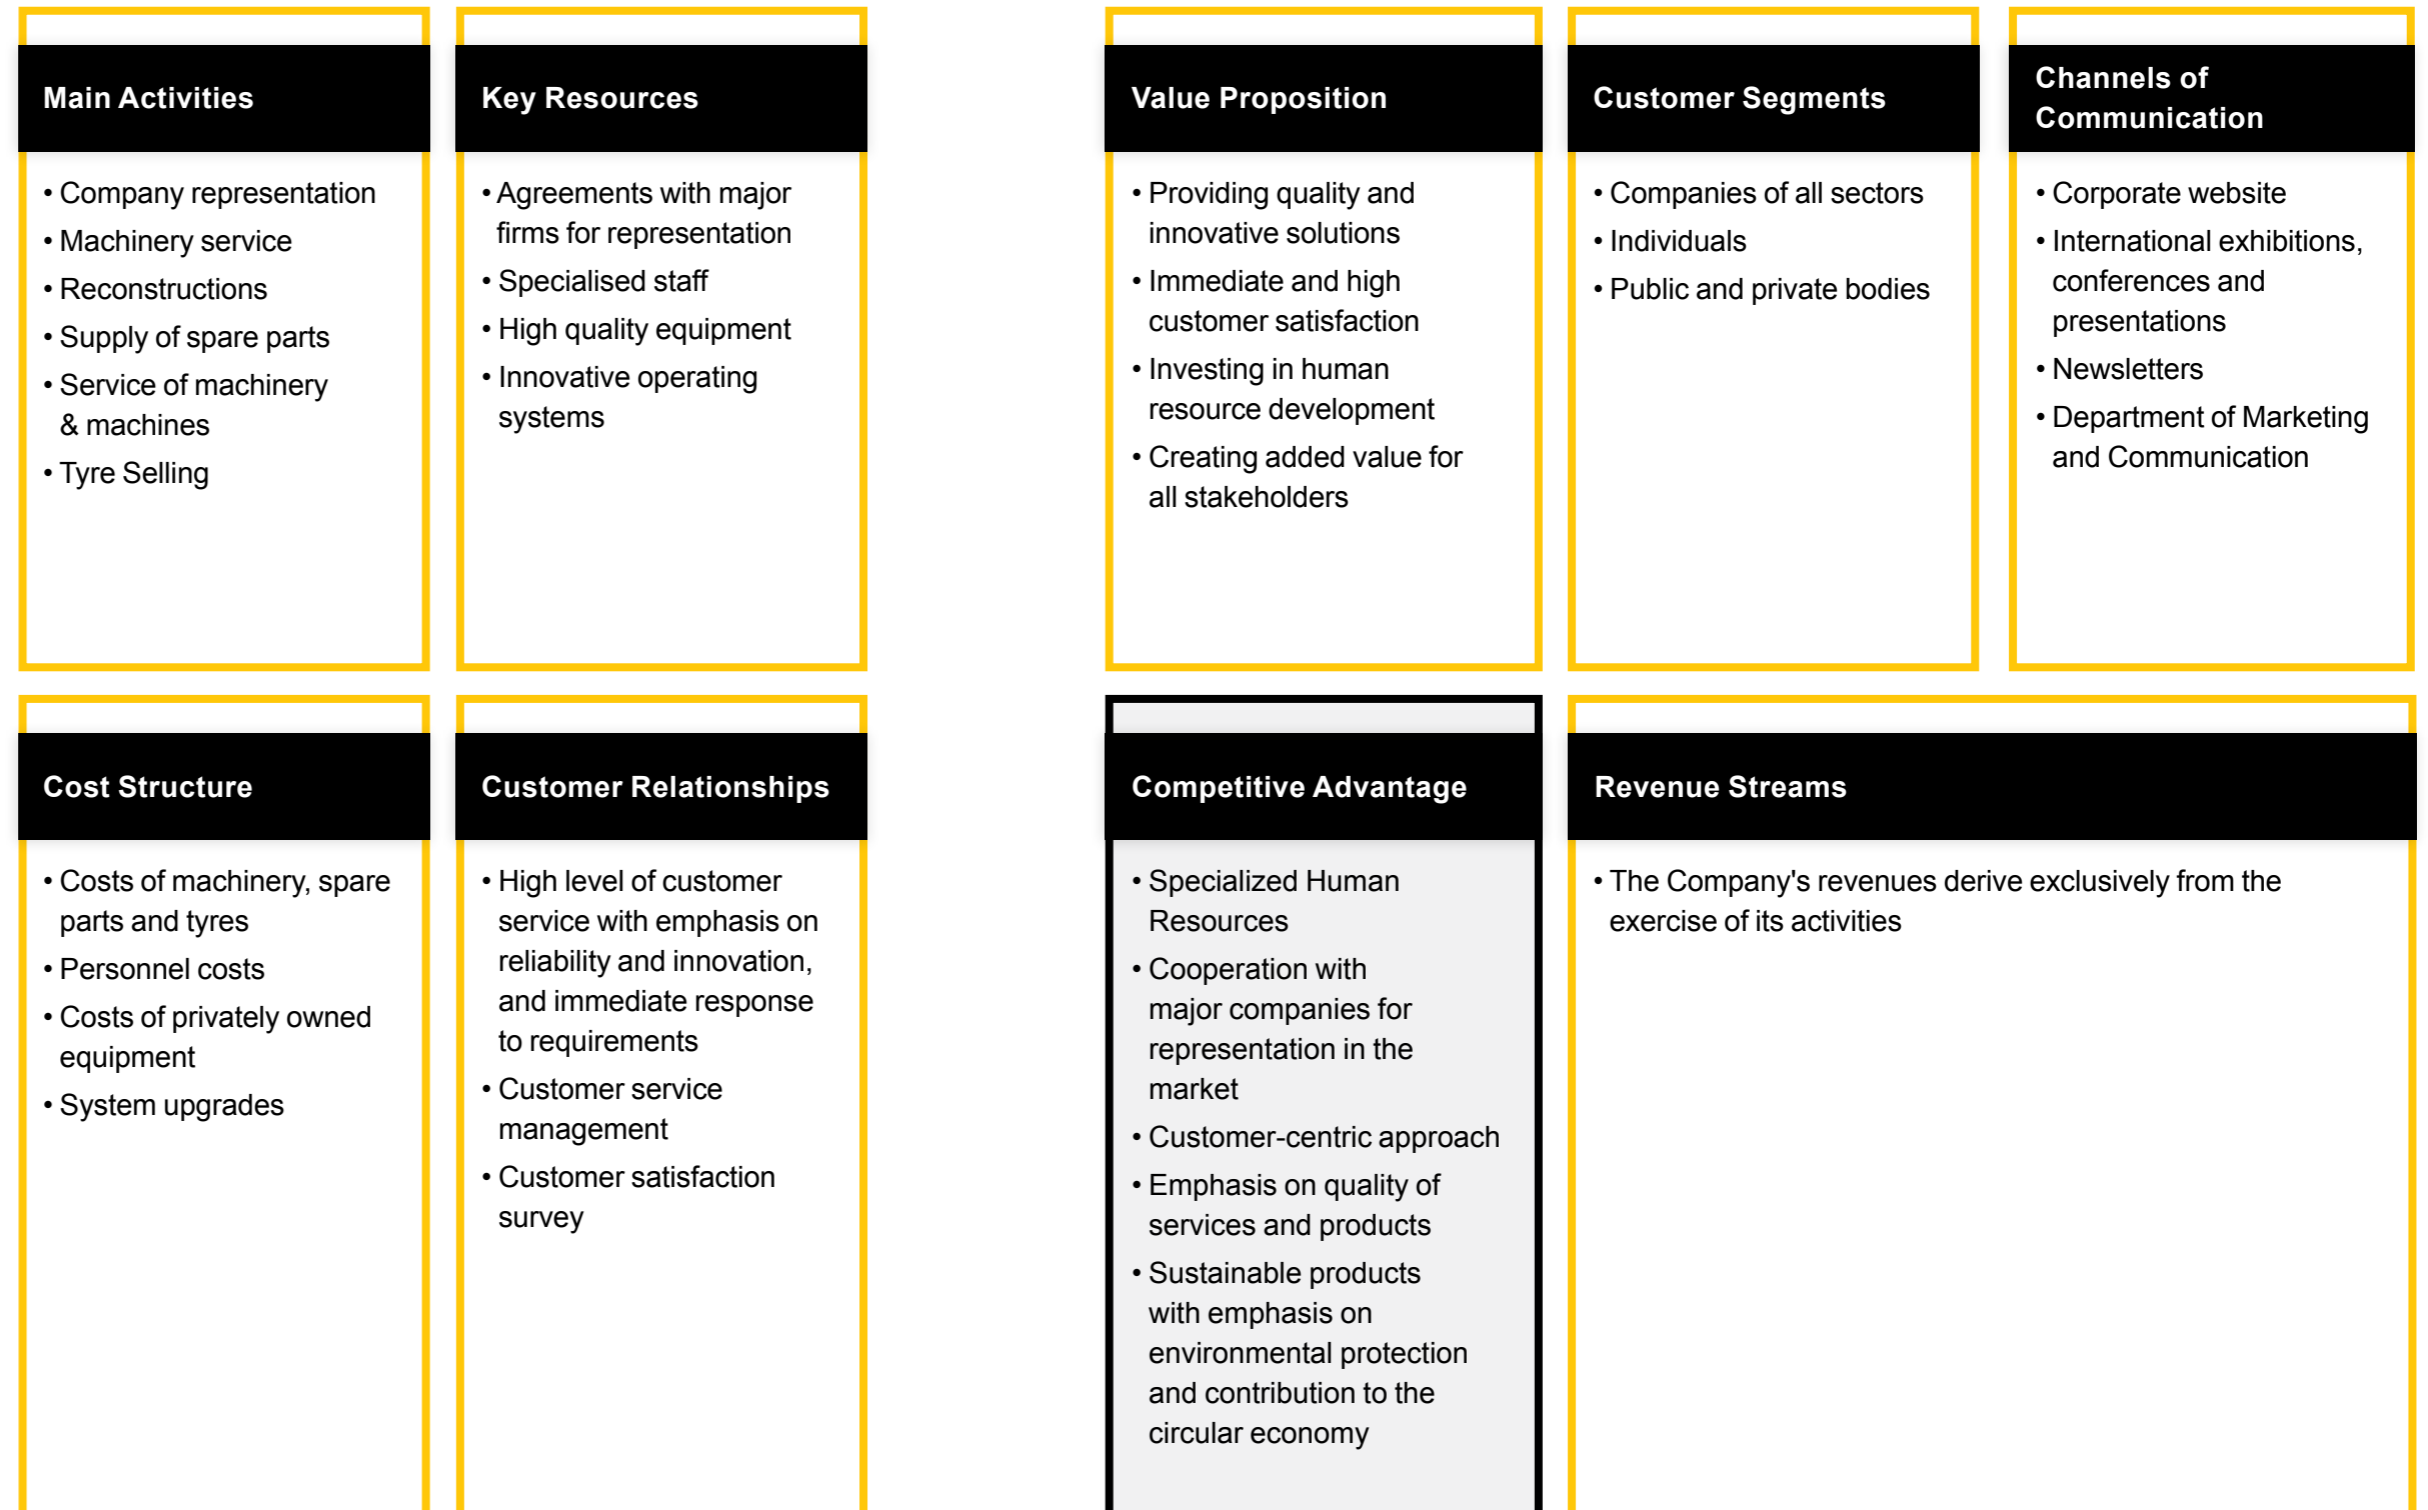 Main Activities
• Company representation
• Machinery service
• Reconstructions
• Supply of spare parts
• Service of machinery
& machines
• Tyre Selling
Key Resources
• Agreements with major
firms for representation
• Specialised staff
• High quality equipment
• Innovative operating
systems
Value Proposition
• Providing quality and
innovative solutions
• Immediate and high
customer satisfaction
• Investing in human
resource development
• Creating added value for
all stakeholders
Customer Segments
• Companies of all sectors
• Individuals
• Public and private bodies
Channels of
Communication
• Corporate website
• International exhibitions,
conferences and
presentations
• Newsletters
• Department of Marketing
and Communication
Cost Structure
• Costs of machinery, spare
parts and tyres
• Personnel costs
• Costs of privately owned
equipment
• System upgrades
Customer Relationships
• High level of customer
service with emphasis on
reliability and innovation,
and immediate response
to requirements
• Customer service
management
• Customer satisfaction
survey
Competitive Advantage
• Specialized Human
Resources
• Cooperation with
major companies for
representation in the
market
• Customer-centric approach
• Emphasis on quality of
services and products
• Sustainable products
with emphasis on
environmental protection
and contribution to the
circular economy
Revenue Streams
• The Company's revenues derive exclusively from the
exercise of its activities